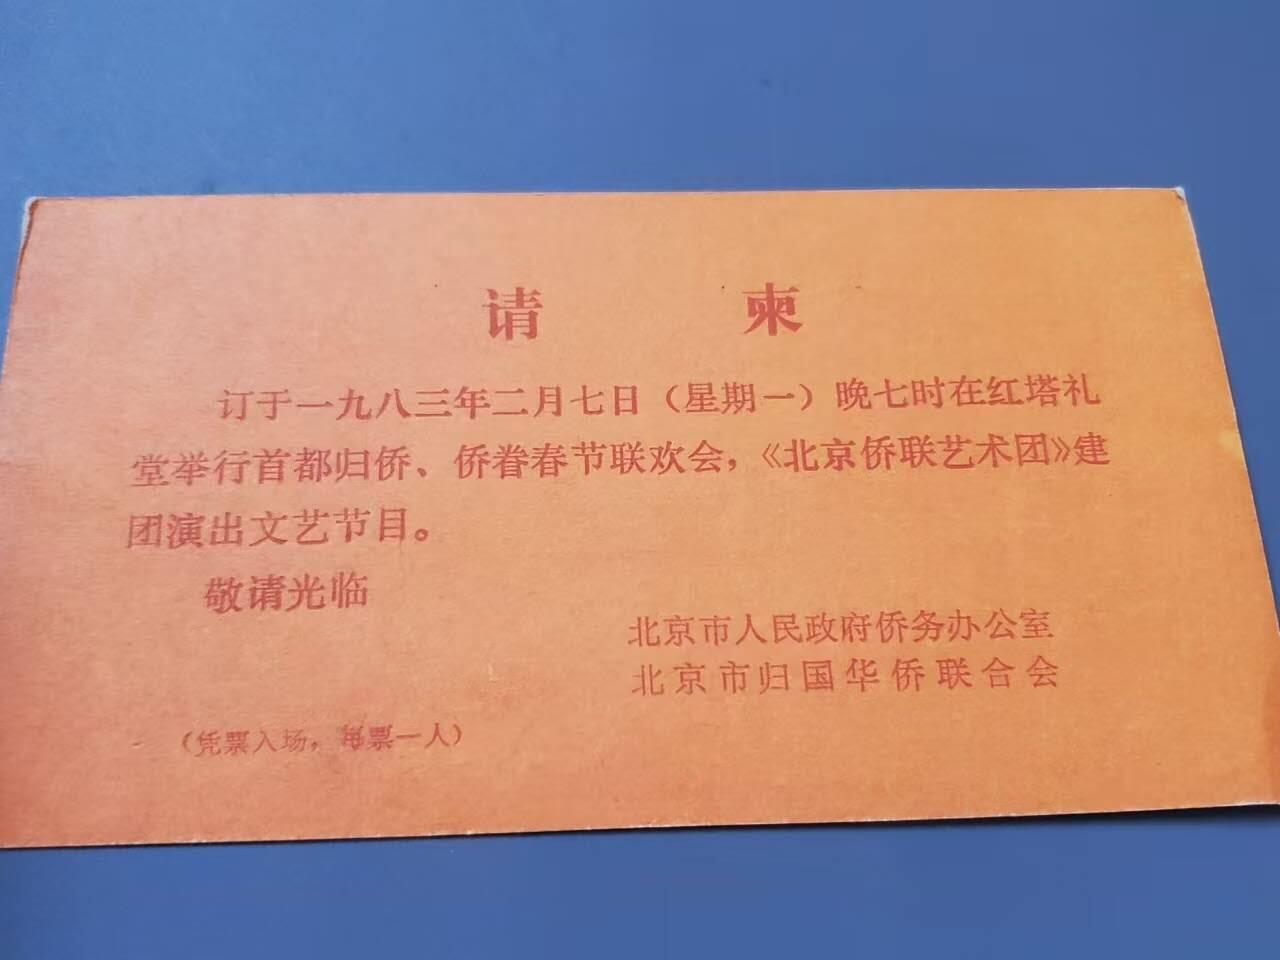 请 柬
订于一九八三年二月七日（星期一）晚七时在红塔礼
堂举行首都归侨、侨眷春节联欢会，《北京侨联艺术团》建
团演出文艺节目。
敬请光临
北京市人民政府侨务办公室
北京市归国华侨联合会
（凭票入场，每票一人）